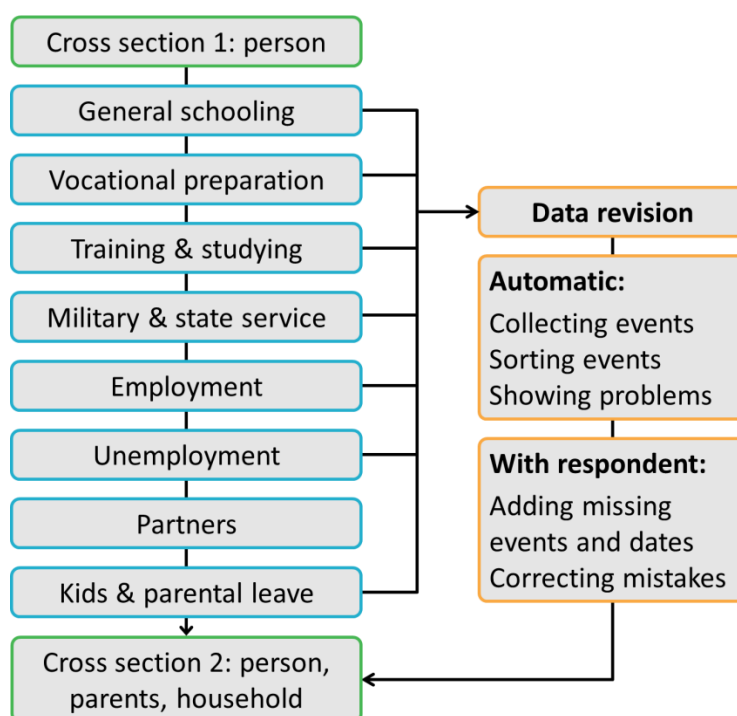 Cross section 1: person
General schooling
Vocational preparation
Training & studying
Military & state service
Employment
Unemployment
Partners
Kids & parental leave
Cross section 2: person,
parents, household
Data revision
Automatic:
Collecting events
Sorting events
Showing problems
With respondent:
Adding missing
events and dates
Correcting mistakes